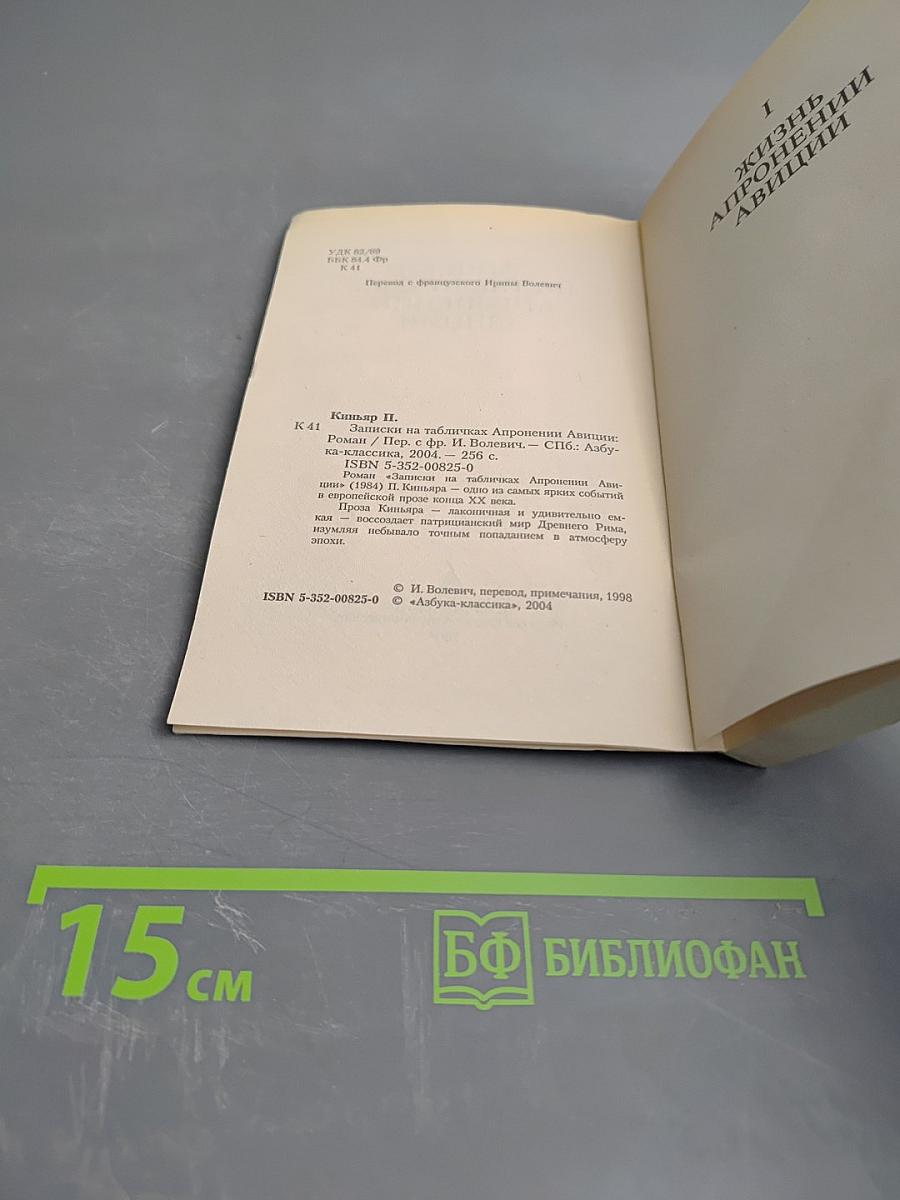 УДК 82/89
ББК 84.4 Фр
К 41
Перевод с французского Ирины Волевич
Киньяр П.
К 41 Записки на табличках Апронении Авиции:
Роман / Пер. с фр. И. Волевич. — СПб.: Азбу-
ка-классика, 2004. — 256 с.
ISBN 5-352-00825-0
Роман «Записки на табличках Апронении Ави-
ции» (1984) П. Киньяра — одно из самых ярких событий
в европейской прозе конца XX века.
Проза Киньяра — лаконичная и удивительно ем-
кая — воссоздает патрицианский мир Древнего Рима,
изумляя небывало точным попаданием в атмосферу
эпохи.
© И. Волевич, перевод, примечания, 1998
ISBN 5-352-00825-0 © «Азбука-классика», 2004
I
ЖИЗНЬ
АПРОНЕНИИ
АВИЦИИ
15 см
БФ БИБЛИОФАН